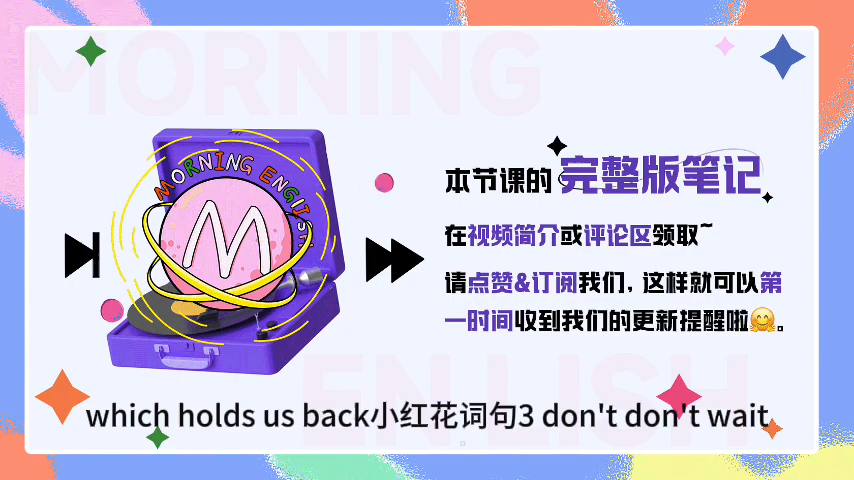 MORNING
MORNING ENGLISH
M
本节课的 完整版笔记
在视频简介或评论区领取~
请点赞&订阅我们, 这样就可以第
一时间收到我们的更新提醒啦🤗。
EN LISH
which holds us back小红花词句3 don't don't wait